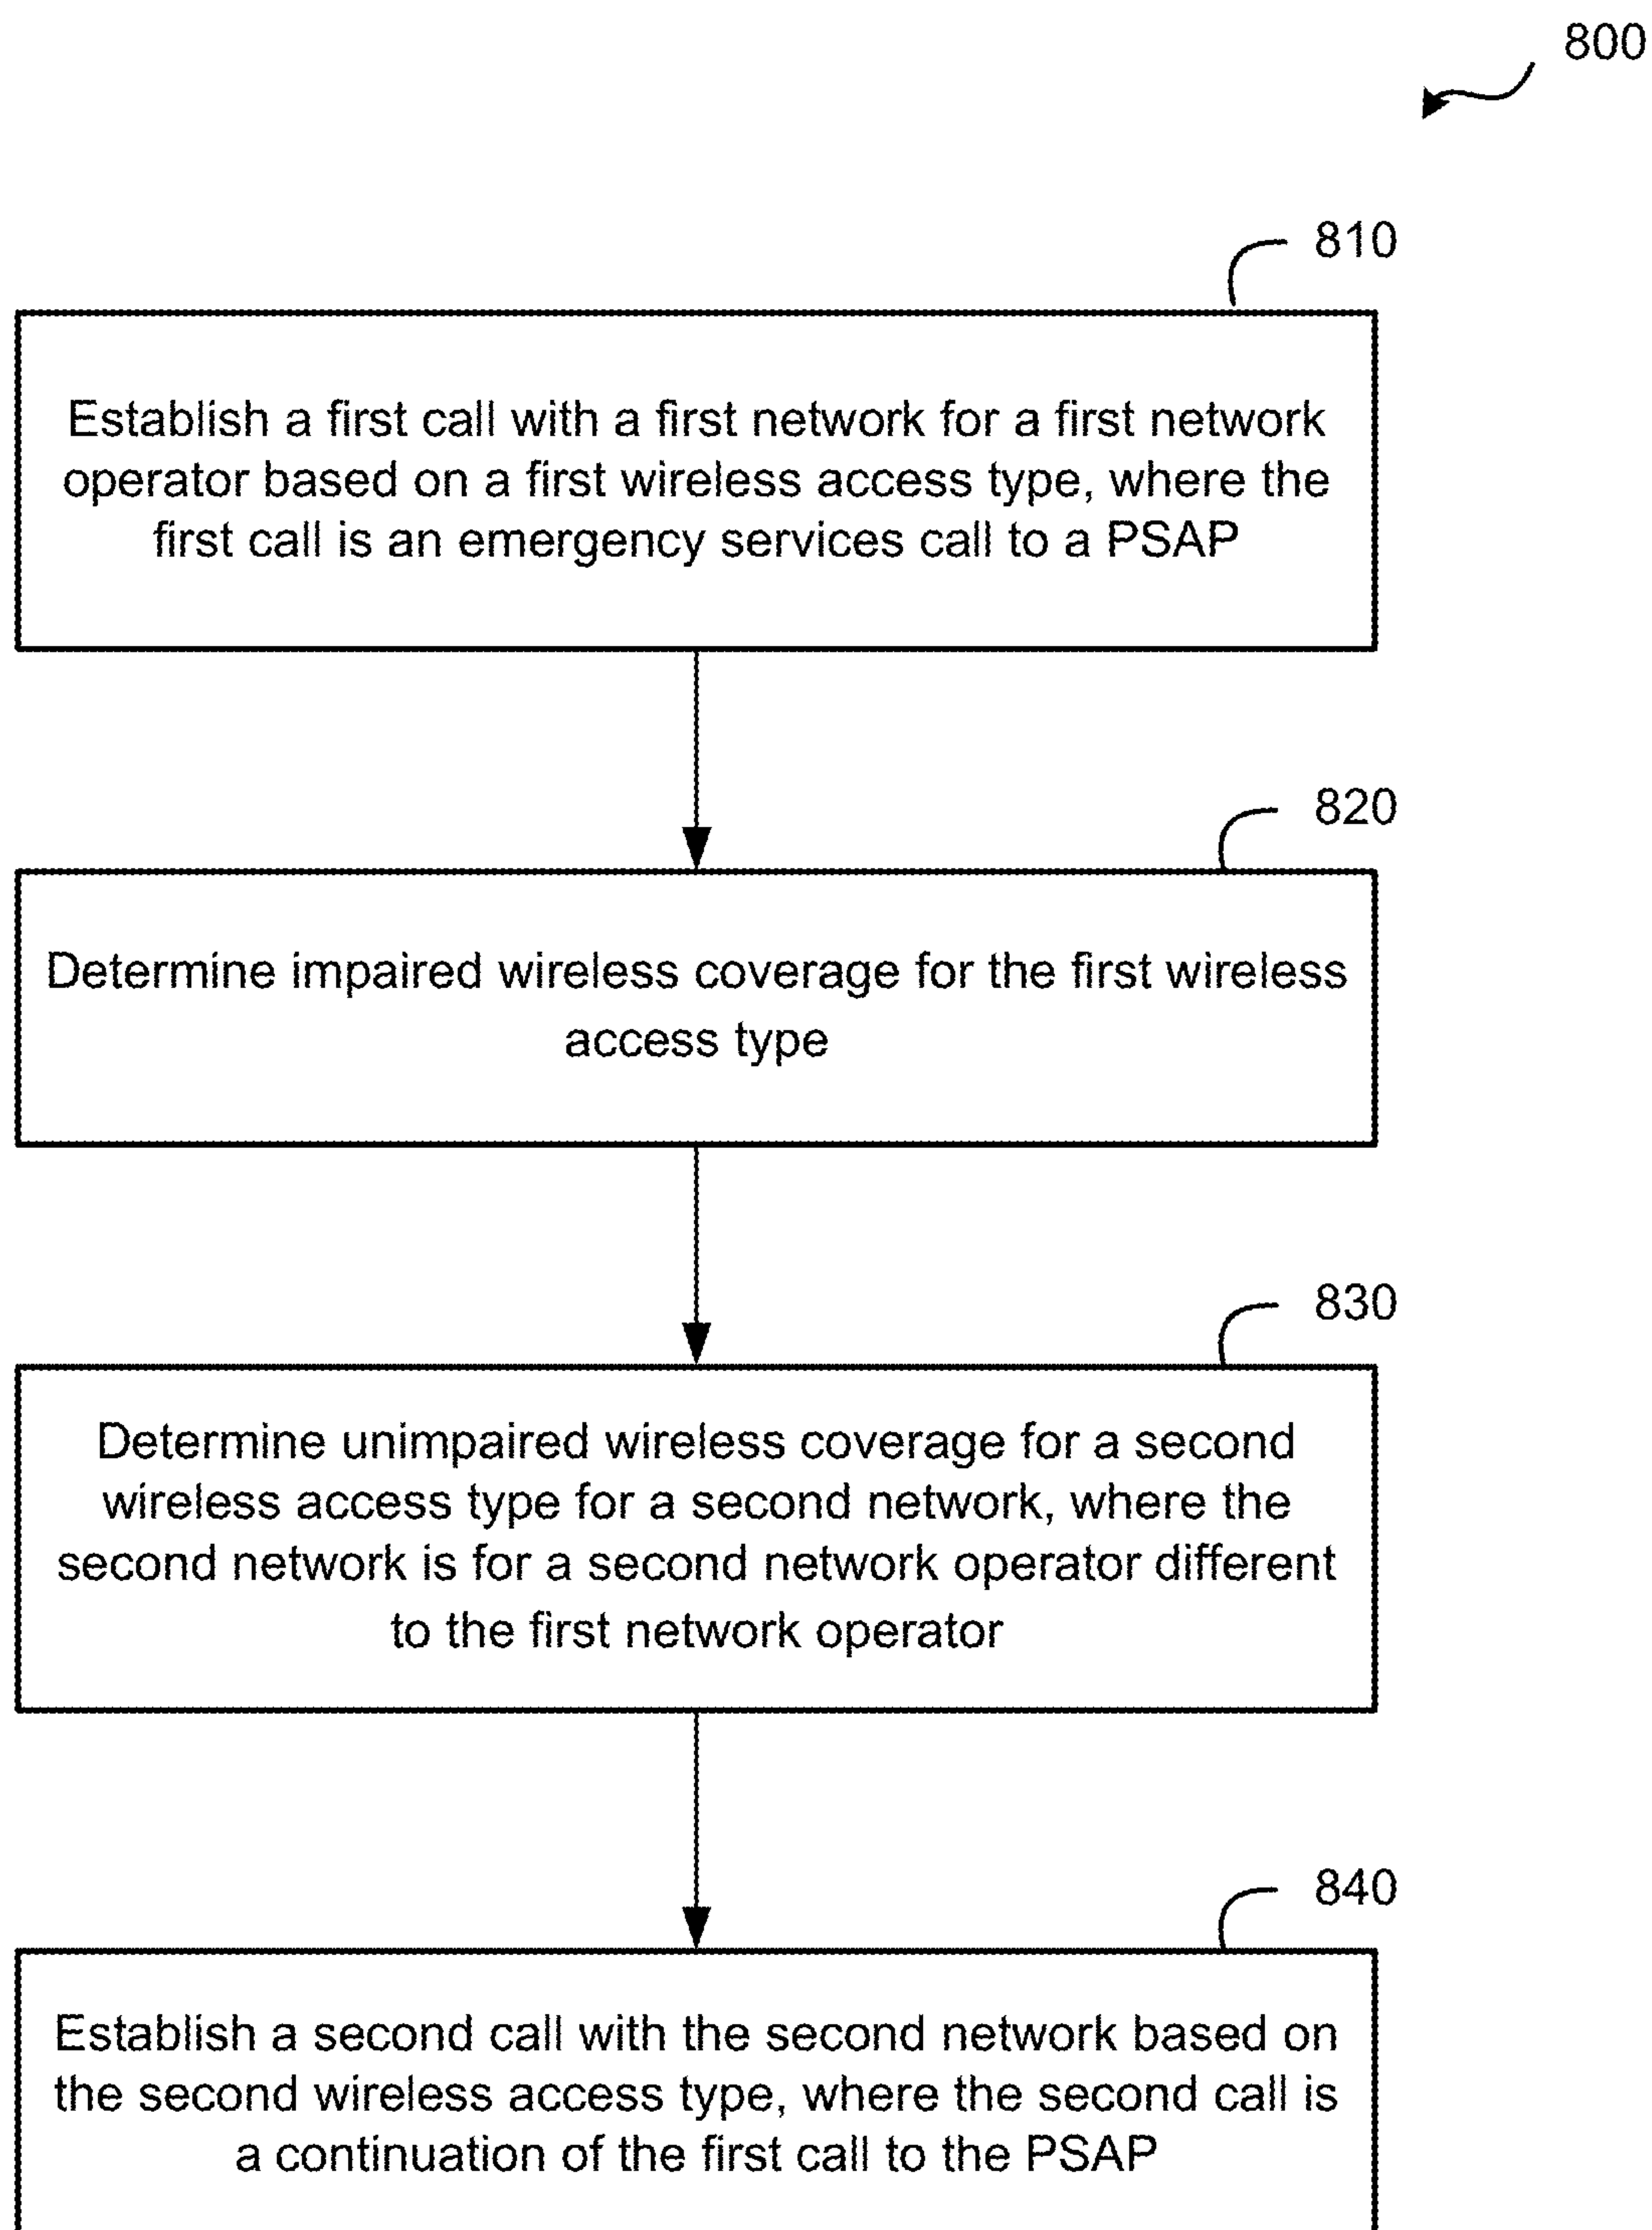 800
810
Establish a first call with a first network for a first network
operator based on a first wireless access type, where the
first call is an emergency services call to a PSAP
820
Determine impaired wireless coverage for the first wireless
access type
830
Determine unimpaired wireless coverage for a second
wireless access type for a second network, where the
second network is for a second network operator different
to the first network operator
840
Establish a second call with the second network based on
the second wireless access type, where the second call is
a continuation of the first call to the PSAP